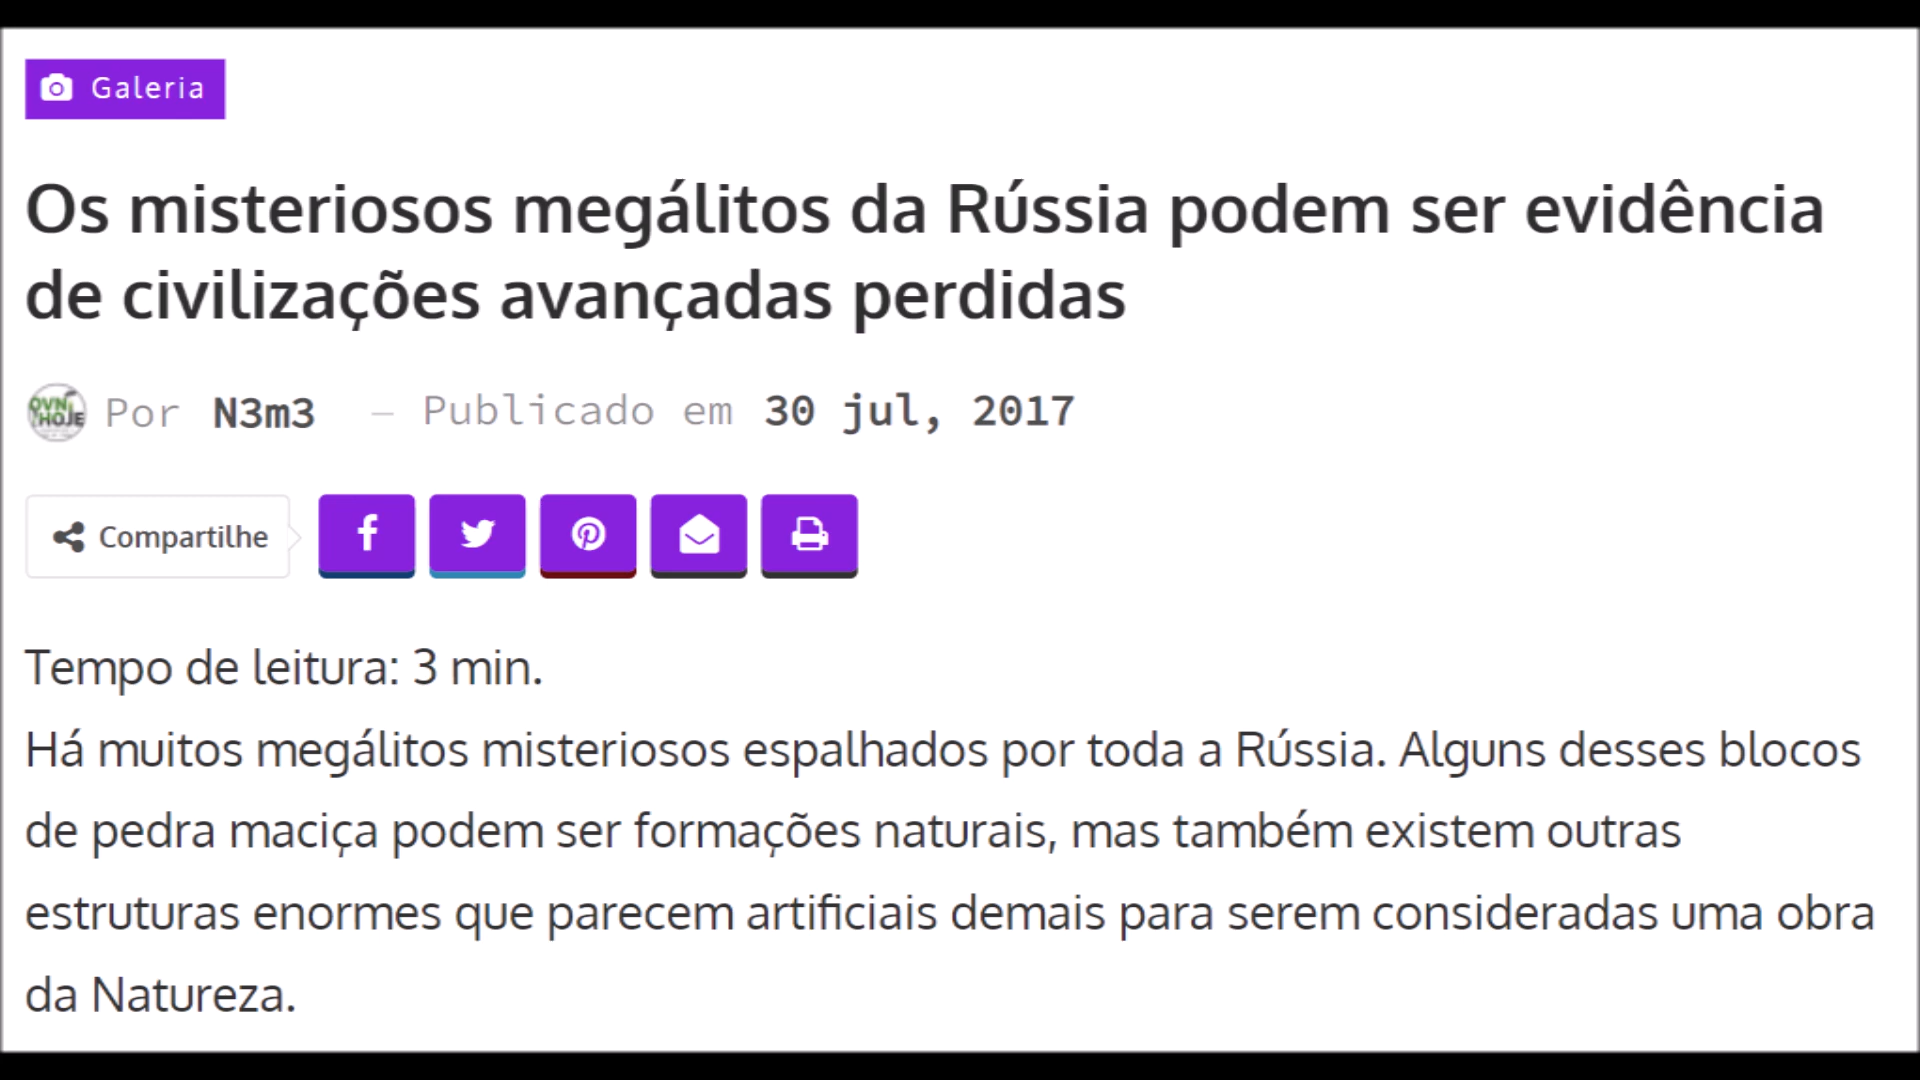 Galeria
Os misteriosos megálitos da Rússia podem ser evidência
de civilizações avançadas perdidas
OVNI
HOJE
Por N3m3 – Publicado em 30 jul, 2017
Compartilhe
Tempo de leitura: 3 min.
Há muitos megálitos misteriosos espalhados por toda a Rússia. Alguns desses blocos
de pedra maciça podem ser formações naturais, mas também existem outras
estruturas enormes que parecem artificiais demais para serem consideradas uma obra
da Natureza.